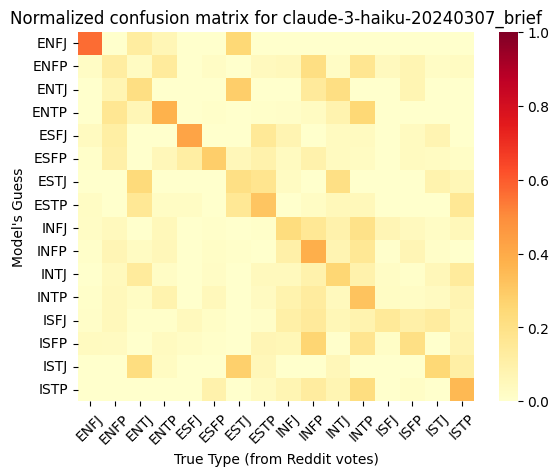 Normalized confusion matrix for claude-3-haiku-20240307_brief
Model's Guess
ENFJ
ENFP
ENTJ
ENTP
ESFJ
ESFP
ESTJ
ESTP
INFJ
INFP
INTJ
INTP
ISFJ
ISFP
ISTJ
ISTP
ENFJ
ENFP
ENTJ
ENTP
ESFJ
ESFP
ESTJ
ESTP
INFJ
INFP
INTJ
INTP
ISFJ
ISFP
ISTJ
ISTP
True Type (from Reddit votes)
1.0
0.8
0.6
0.4
0.2
0.0